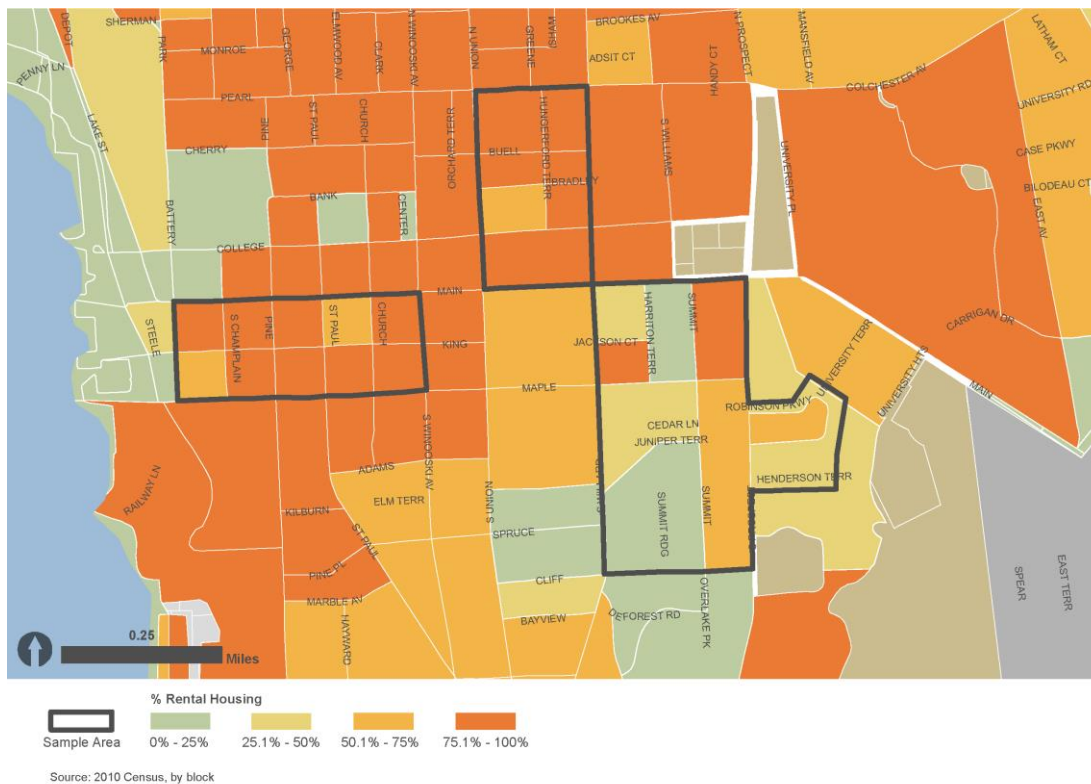 DEPOT
SHERMAN
PARK
MONROE
GEORGE
ELMWOOD AV
CLARK
N WINOOSKI AV
N UNION
GREENE
ISHAM
BROOKES AV
ADSIT CT
HANDY CT
N PROSPECT
MANSFIELD AV
COLCHESTER AV
LATHAM CT
UNIVERSITY RD
PENNY LN
LAKE ST
PEARL
PINE
ST PAUL
CHURCH
ORCHARD TERR
HUNGERFORD TERR
S WILLIAMS
UNIVERSITY PL
CASE PKWY
BILODEAU CT
EAST AV
CHERRY
BUELL
BRADLEY
BATTERY
BANK
CENTER
COLLEGE
MAIN
STEELE
S CHAMPLAIN
PINE
ST PAUL
CHURCH
KING
JACKSON CT
HARRITON TERR
SUMMIT
CARRIGAN DR
UNIVERSITY TERR
UNIVERSITY HTS
MAIN
MAPLE
ROBINSON PKWY
CEDAR LN
JUNIPER TERR
S WINOOSKI AV
ADAMS
RAILWAY LN
ELM TERR
S UNION
HENDERSON TERR
KILBURN
ST PAUL
SPRUCE
SUMMIT RDG
SUMMIT
PINE PL
CLIFF
MARBLE AV
HAYWARD
BAYVIEW
DEFOREST RD
OVERLAKE PK
SPEAR
EAST TERR
0.25
Miles
% Rental Housing
Sample Area
0% - 25%
25.1% - 50%
50.1% - 75%
75.1% - 100%
Source: 2010 Census, by block